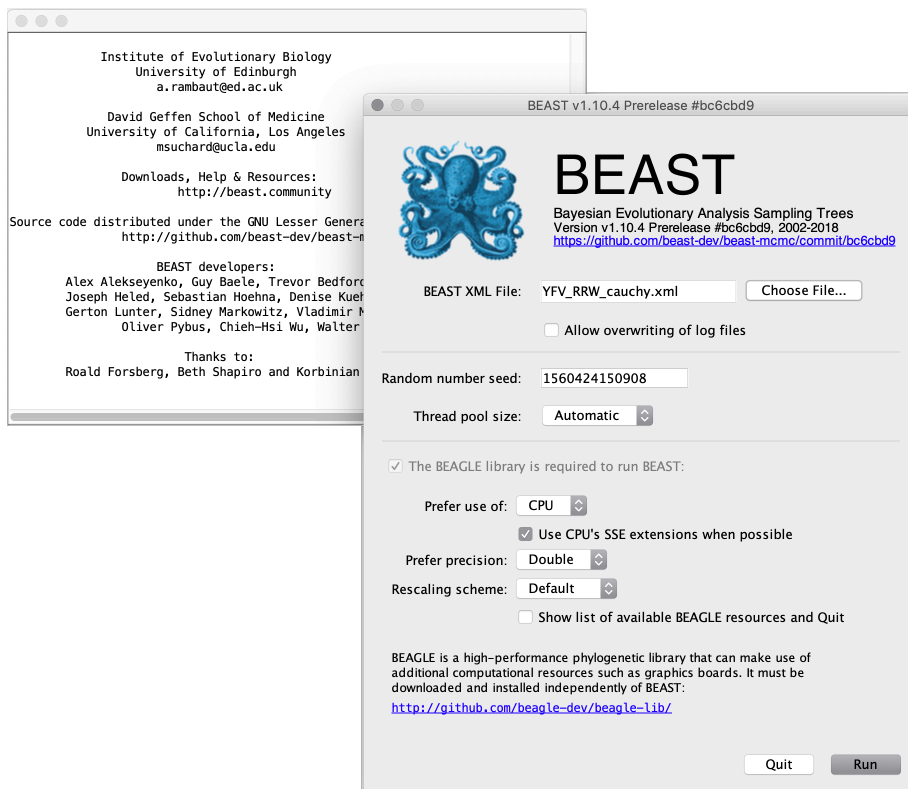 Institute of Evolutionary Biology
University of Edinburgh
a.rambaut@ed.ac.uk
David Geffen School of Medicine
University of California, Los Angeles
msuchard@ucla.edu
Downloads, Help & Resources:
http://beast.community
Source code distributed under the GNU Lesser Genera
http://github.com/beast-dev/beast-m
BEAST developers:
Alex Alekseyenko, Guy Baele, Trevor Bedford
Joseph Heled, Sebastian Hoehna, Denise Kueh
Gerton Lunter, Sidney Markowitz, Vladimir M
Oliver Pybus, Chieh-Hsi Wu, Walter
Thanks to:
Roald Forsberg, Beth Shapiro and Korbinian
BEAST v1.10.4 Prerelease #bc6cbd9
BEAST
Bayesian Evolutionary Analysis Sampling Trees
Version v1.10.4 Prerelease #bc6cbd9, 2002-2018
https://github.com/beast-dev/beast-mcmc/commit/bc6cbd9
BEAST XML File: YFV_RRW_cauchy.xml Choose File...
Allow overwriting of log files
Random number seed: 1560424150908
Thread pool size: Automatic
The BEAGLE library is required to run BEAST:
Prefer use of: CPU
Use CPU's SSE extensions when possible
Prefer precision: Double
Rescaling scheme: Default
Show list of available BEAGLE resources and Quit
BEAGLE is a high-performance phylogenetic library that can make use of
additional computational resources such as graphics boards. It must be
downloaded and installed independently of BEAST:
http://github.com/beagle-dev/beagle-lib/
Quit Run